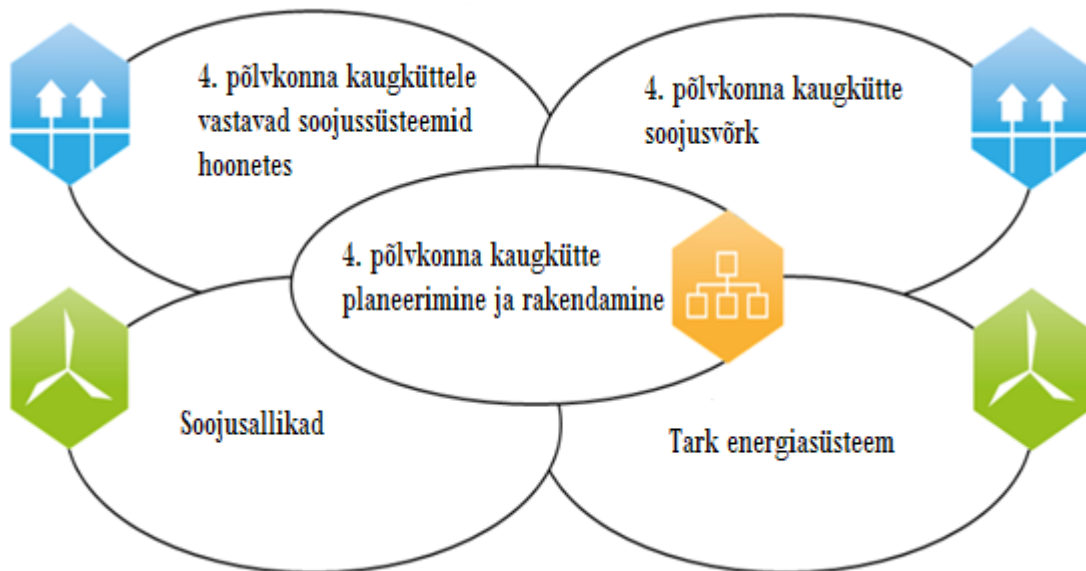 4. põlvkonna kaugküttele
vastavad soojussüsteemid
hoonetes
4. põlvkonna kaugkütte
soojusvõrk
4. põlvkonna kaugkütte
planeerimine ja rakendamine
Soojusallikad
Tark energiasüsteem